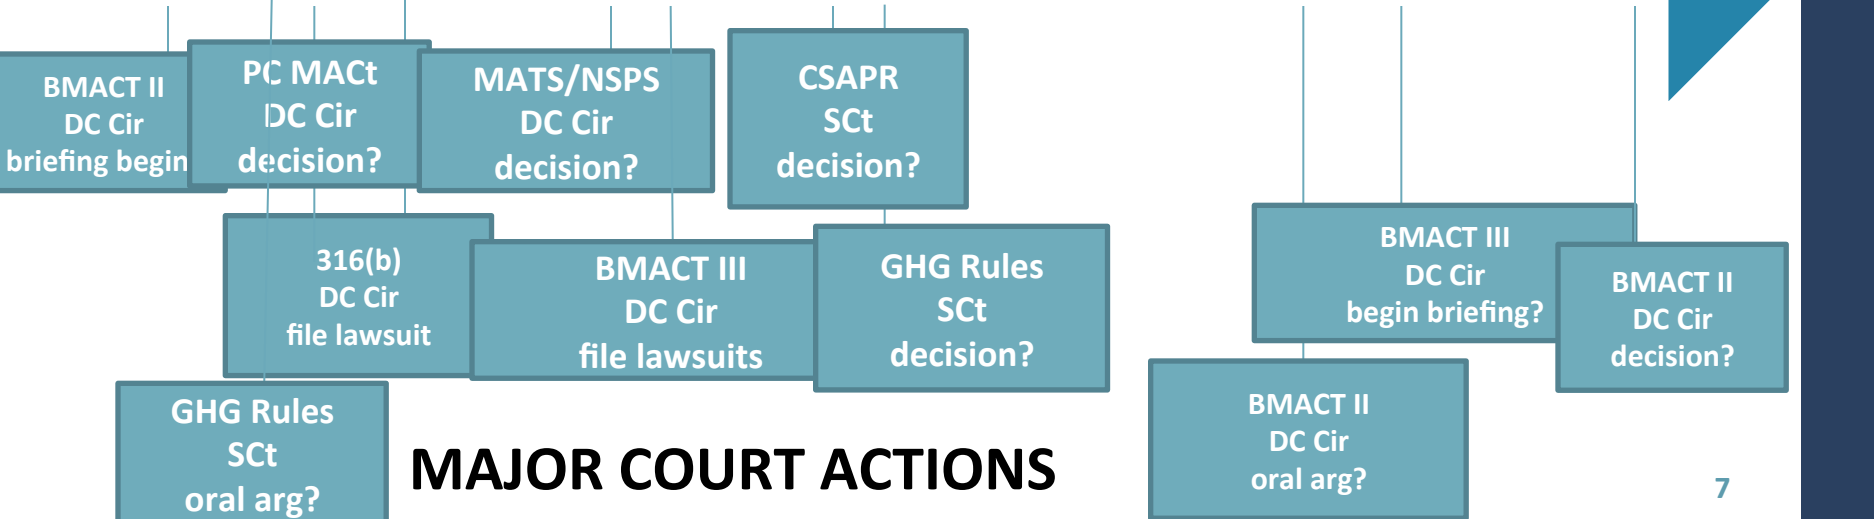 BMACT II
DC Cir
briefing begin
PC MACt
DC Cir
decision?
MATS/NSPS
DC Cir
decision?
CSAPR
SCt
decision?
316(b)
DC Cir
file lawsuit
BMACT III
DC Cir
file lawsuits
GHG Rules
SCt
decision?
BMACT III
DC Cir
begin briefing?
BMACT II
DC Cir
decision?
GHG Rules
SCt
oral arg?
MAJOR COURT ACTIONS
BMACT II
DC Cir
oral arg?
7